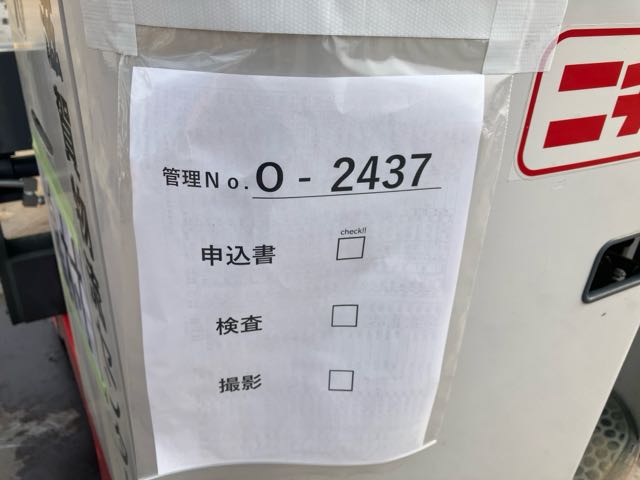 管理No. O - 2437
check!!
申込書 □
検査 □
撮影 □